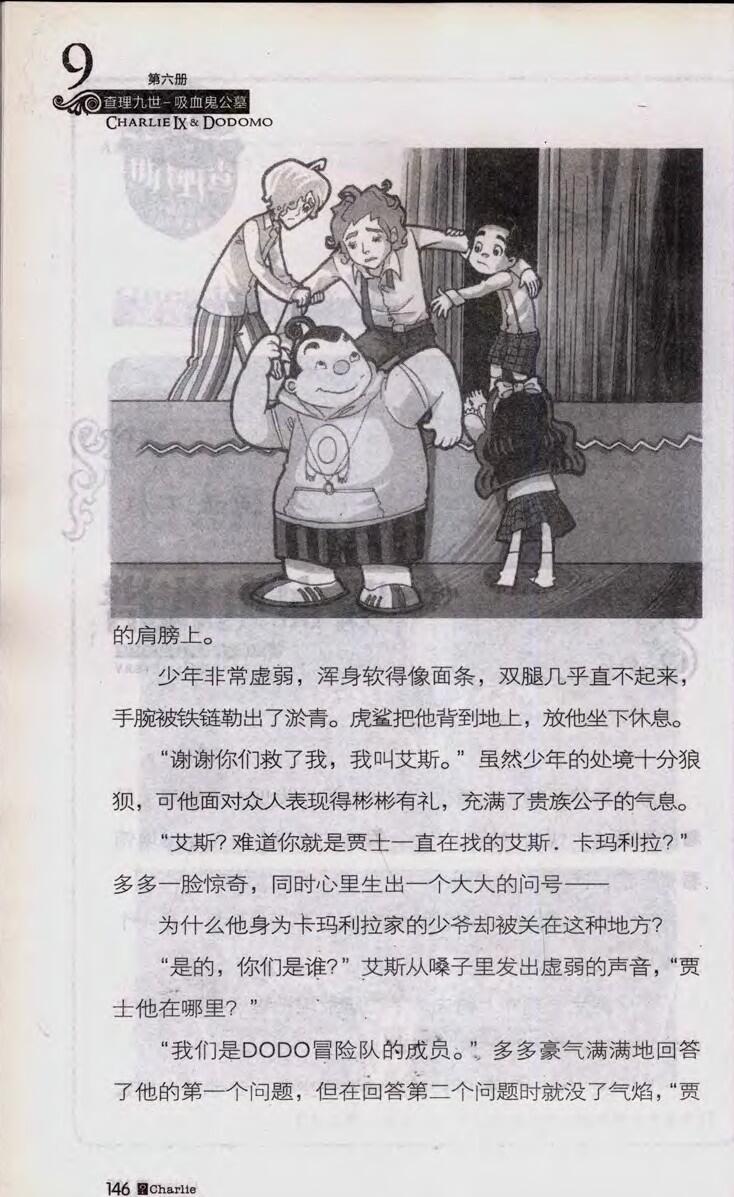 9
第六册
查理九世-吸血鬼公墓
CHARLIE IX & DODOMO
的肩膀上。
少年非常虚弱，浑身软得像面条，双腿几乎直不起来，
手腕被铁链勒出了淤青。虎鲨把他背到地上，放他坐下休息。
“谢谢你们救了我，我叫艾斯。”虽然少年的处境十分狼
狈，可他面对众人表现得彬彬有礼，充满了贵族公子的气息。
“艾斯？难道你就是贾士一直在找的艾斯．卡玛利拉？”
多多一脸惊奇，同时心里生出一个大大的问号——
为什么他身为卡玛利拉家的少爷却被关在这种地方？
“是的，你们是谁？”艾斯从嗓子里发出虚弱的声音，“贾
士他在哪里？”
“我们是DODO冒险队的成员。”多多豪气满满地回答
了他的第一个问题，但在回答第二个问题时就没了气焰，“贾
146 Charlie